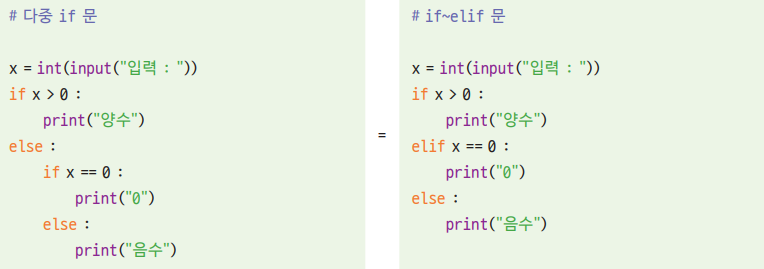 # 다중 if 문
x = int(input("입력 : "))
if x > 0 :
    print("양수")
else :
    if x == 0 :
        print("0")
    else :
        print("음수")
=
# if~elif 문
x = int(input("입력 : "))
if x > 0 :
    print("양수")
elif x == 0 :
    print("0")
else :
    print("음수")